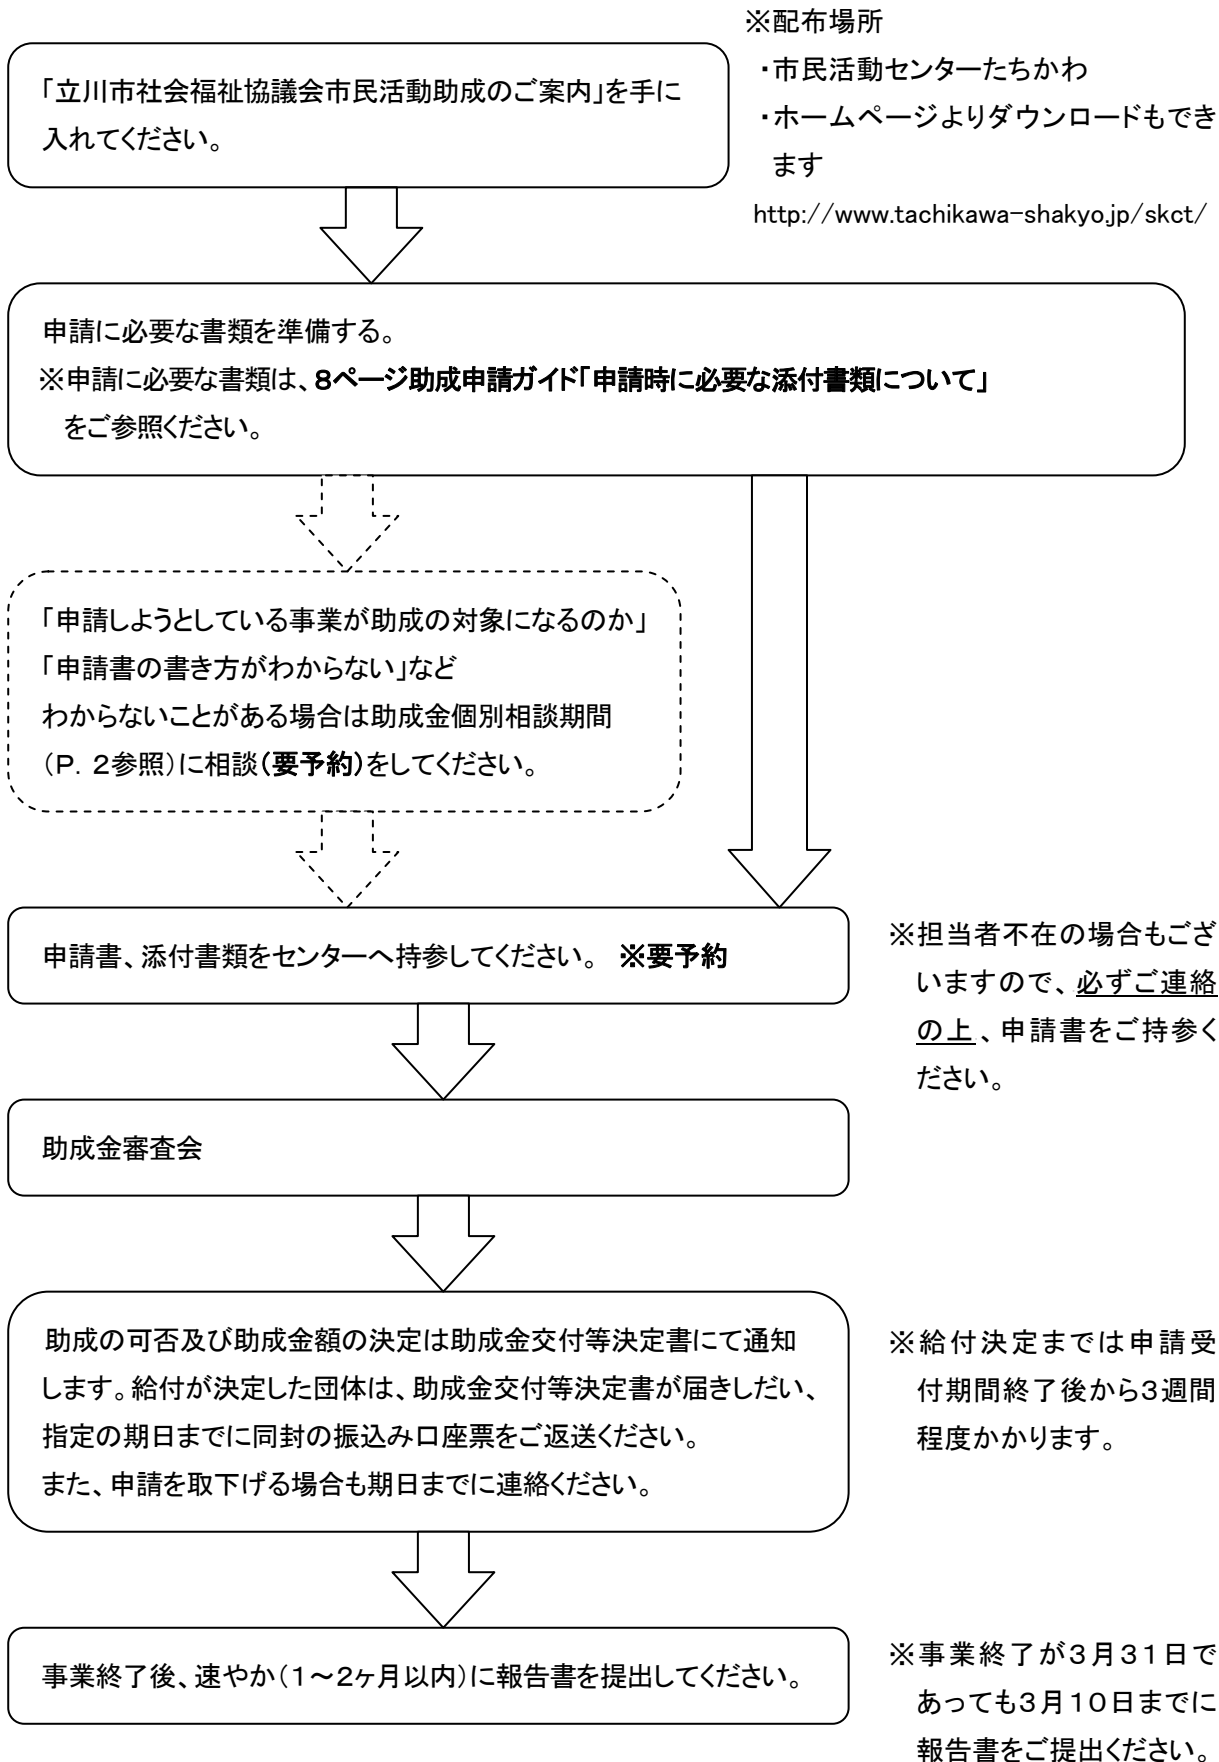 ※配布場所
・市民活動センターたちかわ
・ホームページよりダウンロードもでき
ます
http://www.tachikawa-shakyo.jp/skct/
「立川市社会福祉協議会市民活動助成のご案内」を手に
入れてください。
申請に必要な書類を準備する。
※申請に必要な書類は、8ページ助成申請ガイド「申請時に必要な添付書類について」
をご参照ください。
「申請しようとしている事業が助成の対象になるのか」
「申請書の書き方がわからない」など
わからないことがある場合は助成金個別相談期間
（P．2参照）に相談（要予約）をしてください。
申請書、添付書類をセンターへ持参してください。 ※要予約
※担当者不在の場合もござ
いますので、必ずご連絡
の上、申請書をご持参く
ださい。
助成金審査会
助成の可否及び助成金額の決定は助成金交付等決定書にて通知
します。給付が決定した団体は、助成金交付等決定書が届きしだい、
指定の期日までに同封の振込み口座票をご返送ください。
また、申請を取下げる場合も期日までに連絡ください。
※給付決定までは申請受
付期間終了後から3週間
程度かかります。
事業終了後、速やか（1～2ヶ月以内）に報告書を提出してください。
※事業終了が3月31日で
あっても3月10日までに
報告書をご提出ください。